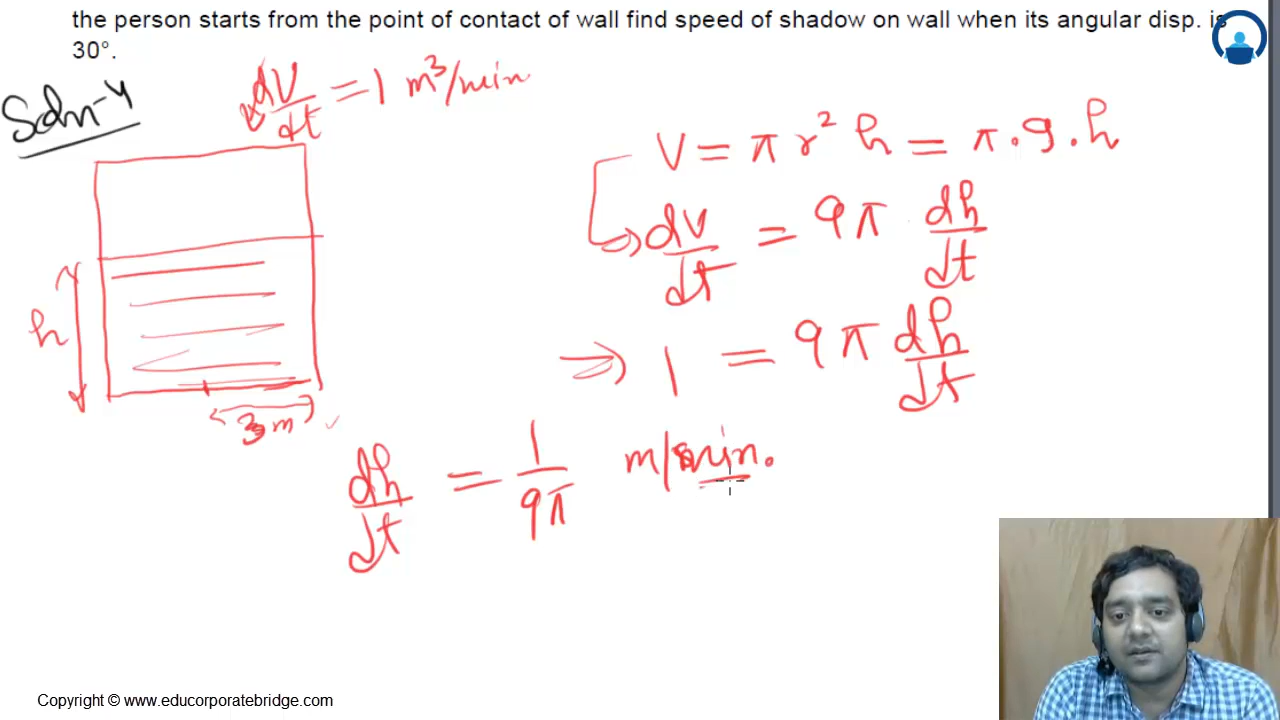 the person starts from the point of contact of wall find speed of shadow on wall when its angular disp. is
30°.
Soln-4
dV/dt = 1 m³/min
V = π r² h = π . 9 . h
dv/dt = 9π dh/dt
⇒ 1 = 9π dh/dt
h
3m
dh/dt = 1/9π m/min.
Copyright © www.educorporatebridge.com